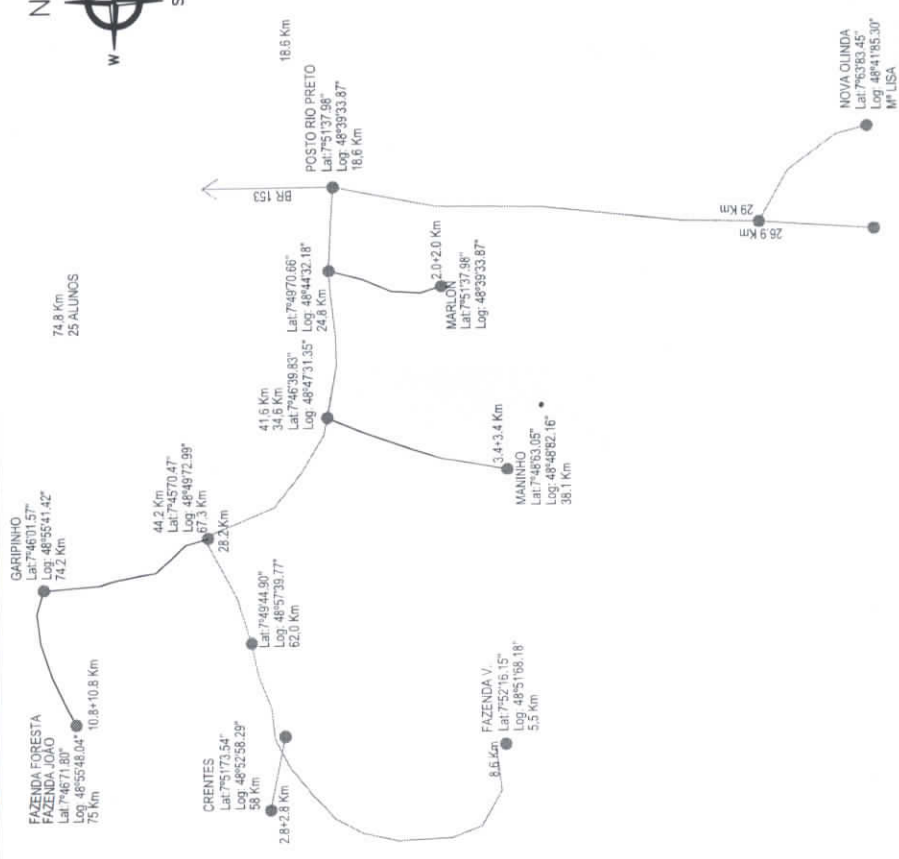 N
W
S
18.6 Km
74.8 Km
25 ALUNOS
POSTO RIO PRETO
Lat:7°51'37.98"
Log: 48°39'33.87"
18,6 Km
BR 153
Lat:7°49'70.66"
Log: 48°44'32.18"
24,8 Km
2.0+2.0 Km
MARLON
Lat:7°51'37.98"
Log: 48°39'33.87"
41,6 Km
34,6 Km
Lat:7°46'39.83"
Log: 48°47'31.35"
3.4+3.4 Km
MANINHO
Lat:7°48'63.05"
Log: 48°48'82.16"
38.1 Km
44.2 Km
Lat:7°45'70.47"
Log: 48°49'72.99"
67.3 Km
28.2 Km
GARIPINHO
Lat:7°46'01.57"
Log: 48°55'41.42"
74.2 Km
FAZENDA FORESTA
FAZENDA JOÃO
Lat:7°46'71.80"
Log: 48°55'48.04"
75 Km
10.8+10.8 Km
Lat:7°49'44.90"
Log: 48°57'39.77"
62,0 Km
CRENTES
Lat:7°51'73.54"
Log: 48°52'58.29"
58 Km
2.8+2.8 Km
8.6 Km
FAZENDA V.
Lat:7°52'16.15"
Log: 48°51'68.18"
5,5 Km
29 Km
26.9 Km
NOVA OLINDA
Lat:7°63'83.45"
Log: 48°41'85.30"
Mª LISA